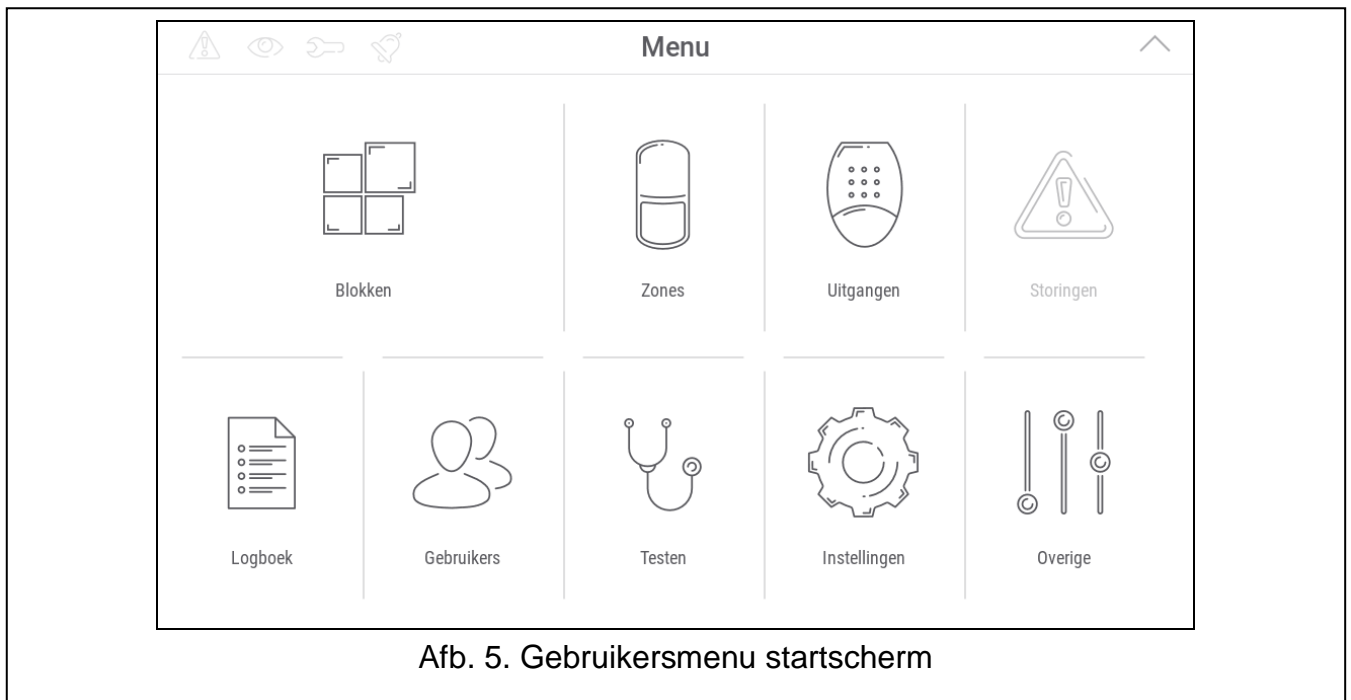 Menu
Blokken
Zones
Uitgangen
Storingen
Logboek
Gebruikers
Testen
Instellingen
Overige
Afb. 5. Gebruikersmenu startscherm